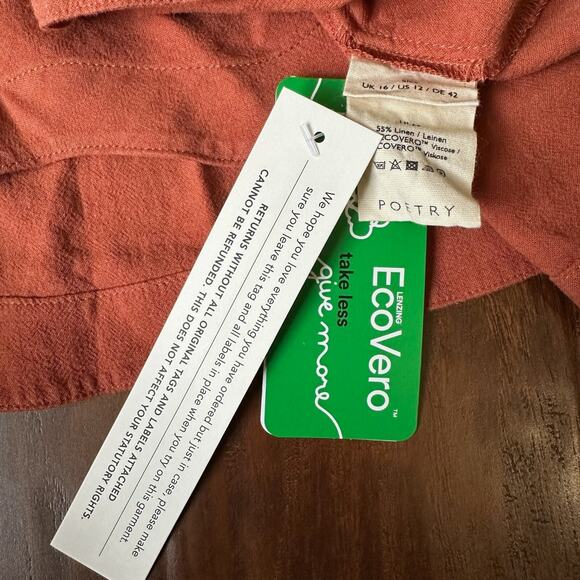 UK 16 / US 12 / DE 42
55% Linen / Leinen
ECOVERO™ Viscose /
ECOVERO™ Viskose
POETRY
LENZING
EcoVero™
take less
give more
We hope you love everything you have ordered but just in case, please make
sure you leave this tag and all labels in place when you try on this garment.
RETURNS WITHOUT ALL ORIGINAL TAGS AND LABELS ATTACHED
CANNOT BE REFUNDED. THIS DOES NOT AFFECT YOUR STATUTORY RIGHTS.